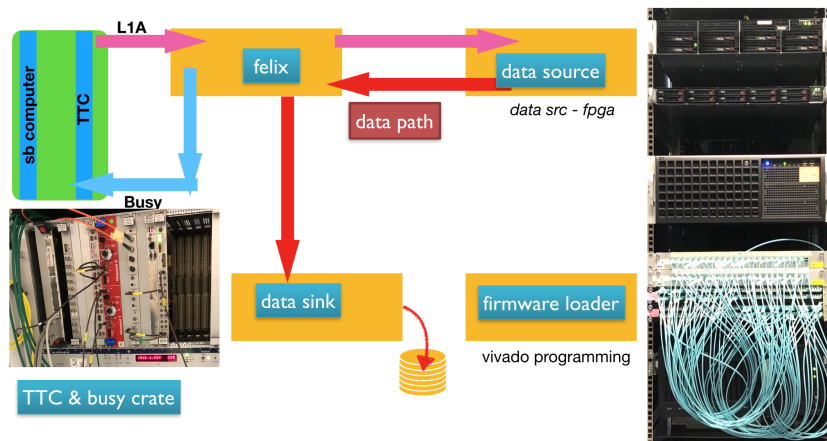 L1A
sb computer
TTC
felix
data source
data path
data src - fpga
Busy
data sink
firmware loader
vivado programming
TTC & busy crate